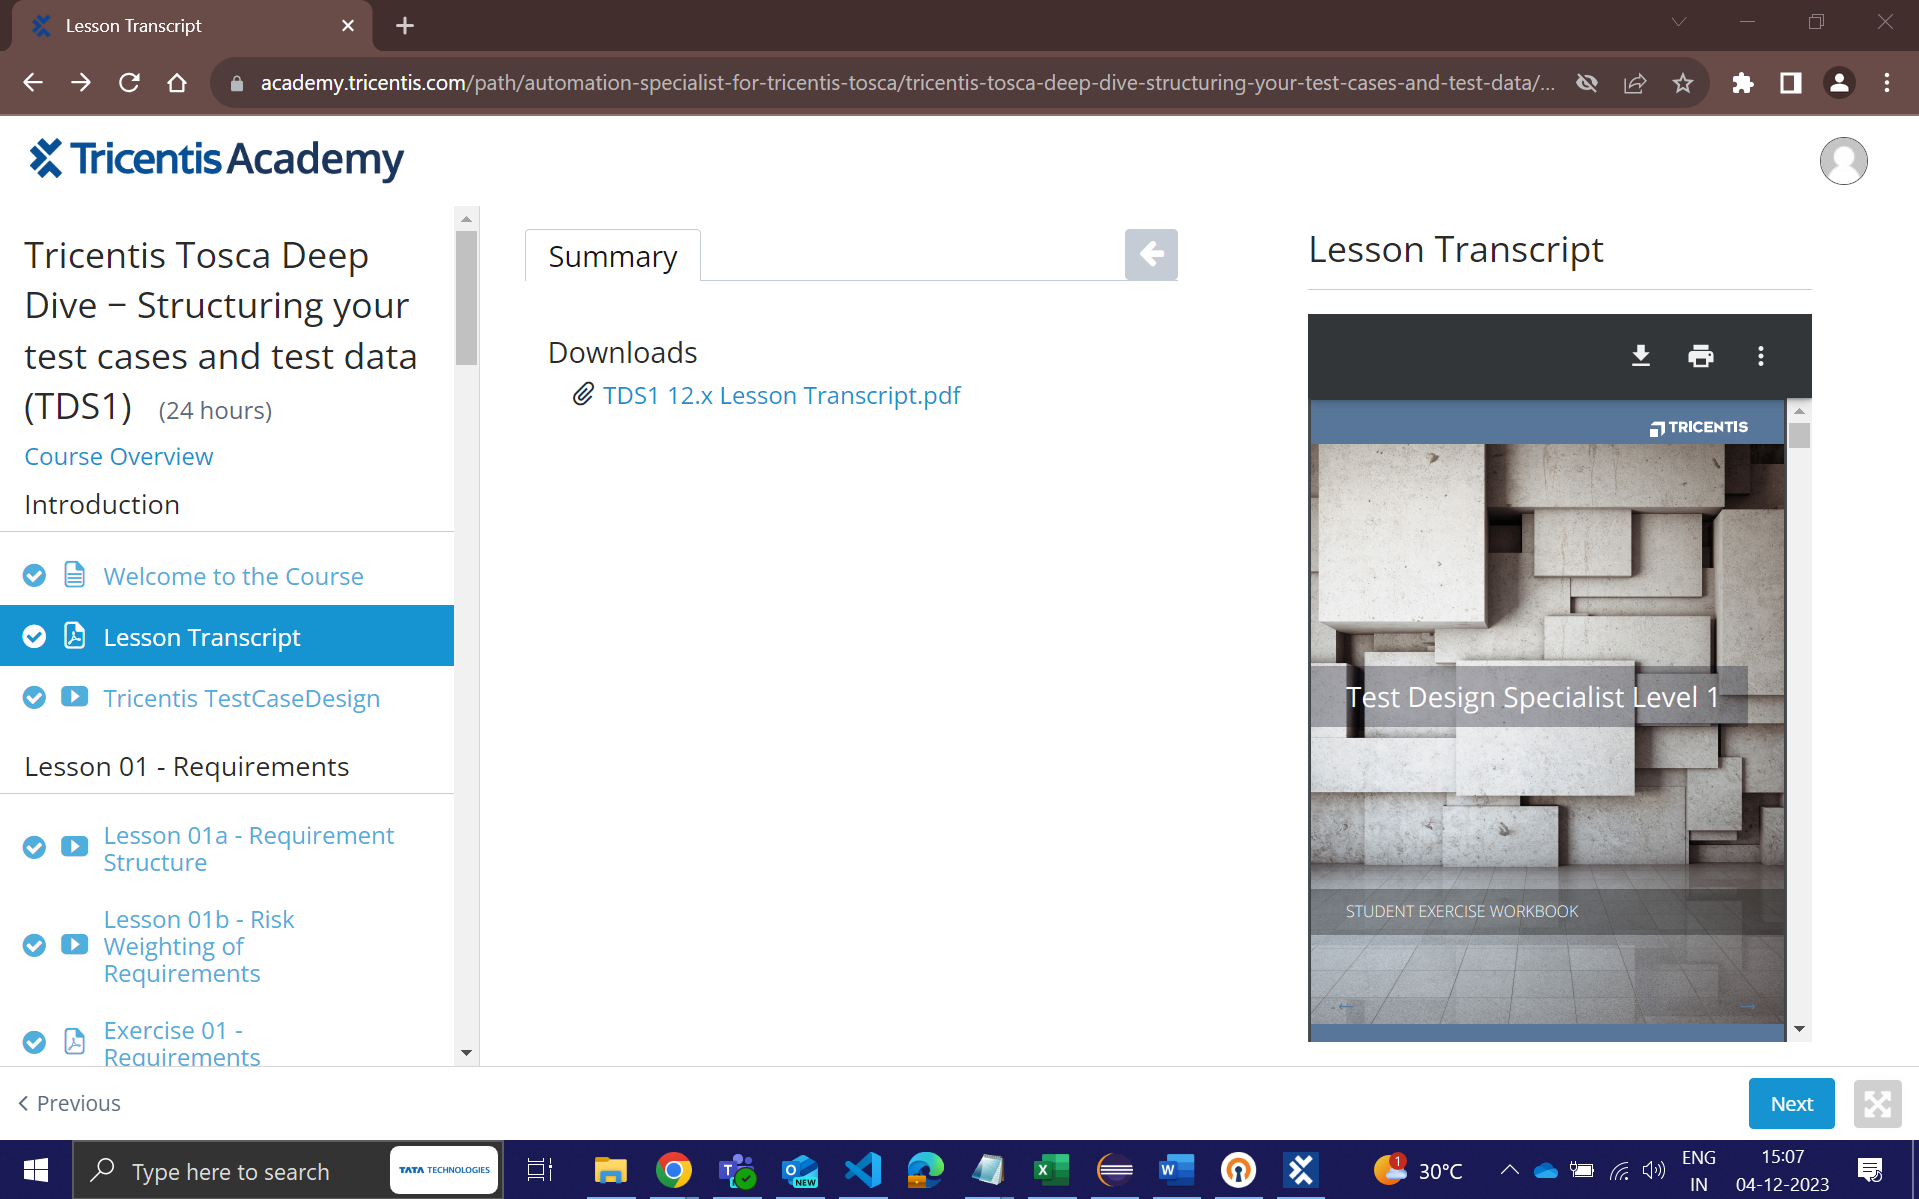 Lesson Transcript
academy.tricentis.com/path/automation-specialist-for-tricentis-tosca/tricentis-tosca-deep-dive-structuring-your-test-cases-and-test-data/...
Tricentis Academy
Tricentis Tosca Deep
Dive – Structuring your
test cases and test data
(TDS1) (24 hours)
Course Overview
Introduction
Welcome to the Course
Lesson Transcript
Tricentis TestCaseDesign
Lesson 01 - Requirements
Lesson 01a - Requirement
Structure
Lesson 01b - Risk
Weighting of
Requirements
Exercise 01 -
Requirements
Summary
Downloads
TDS1 12.x Lesson Transcript.pdf
Lesson Transcript
TRICENTIS
Test Design Specialist Level 1
STUDENT EXERCISE WORKBOOK
Previous
Next
Type here to search
TATA TECHNOLOGIES
NEW
1
30°C
ENG
IN
15:07
04-12-2023